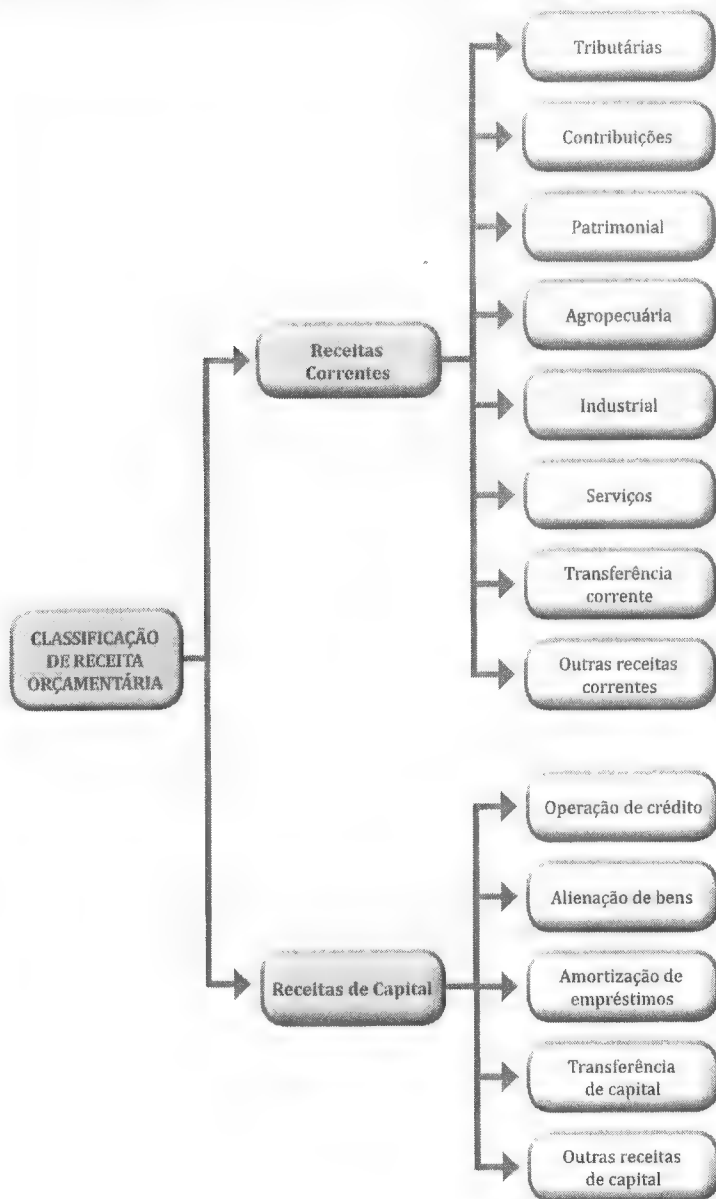 Tributárias
Contribuições
Patrimonial
Agropecuária
Receitas
Correntes
Industrial
Serviços
Transferência
corrente
CLASSIFICAÇÃO
DE RECEITA
ORÇAMENTÁRIA
Outras receitas
correntes
Operação de crédito
Alienação de bens
Receitas de Capital
Amortização de
empréstimos
Transferência
de capital
Outras receitas
de capital